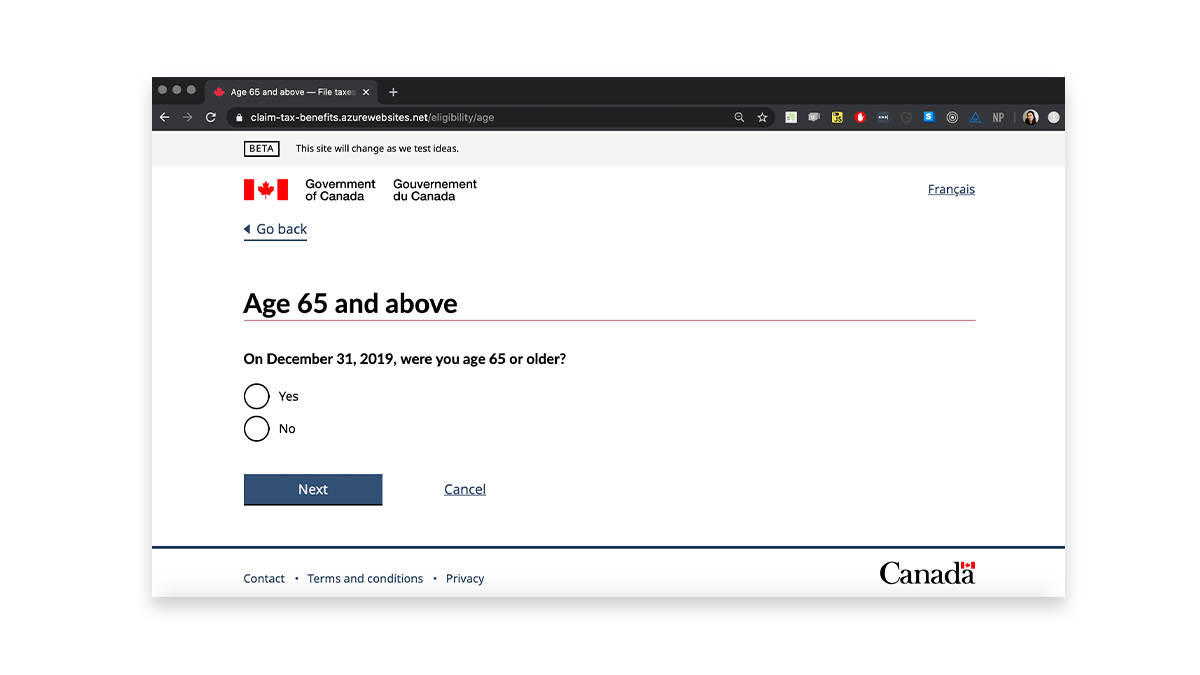 Age 65 and above — File taxes
claim-tax-benefits.azurewebsites.net/eligibility/age
NP
BETA This site will change as we test ideas.
Government of Canada
Gouvernement du Canada
Français
Go back
Age 65 and above
On December 31, 2019, were you age 65 or older?
Yes
No
Next Cancel
Contact • Terms and conditions • Privacy
Canada